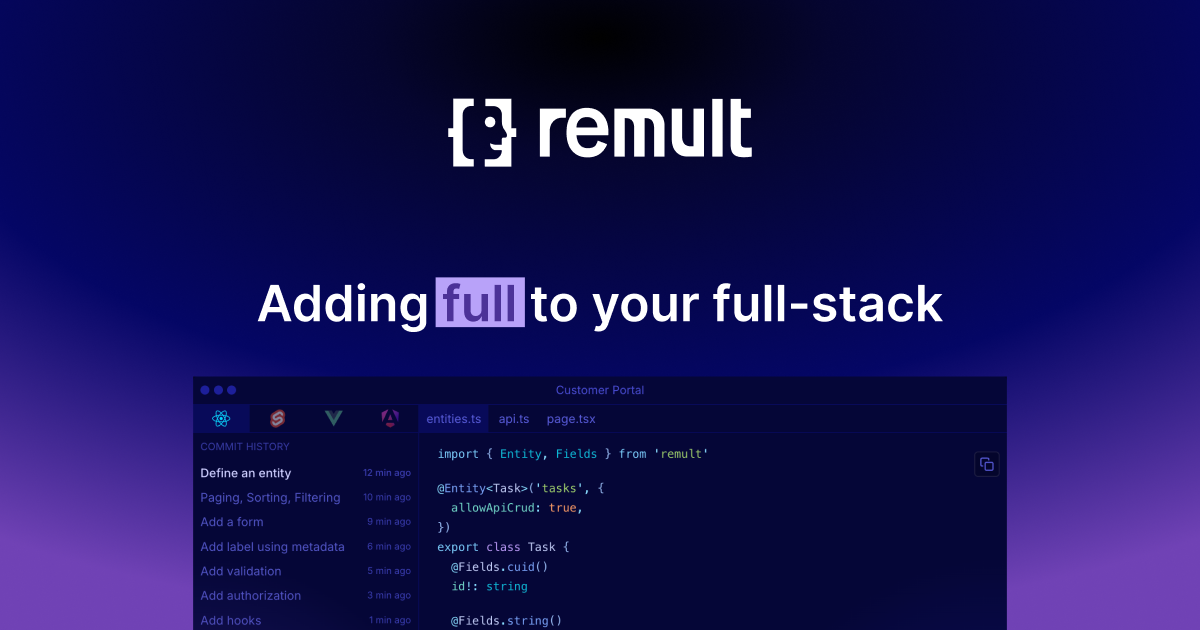 remult
Adding full to your full-stack
Customer Portal
entities.ts api.ts page.tsx
COMMIT HISTORY
Define an entity 12 min ago
Paging, Sorting, Filtering 10 min ago
Add a form 9 min ago
Add label using metadata 6 min ago
Add validation 5 min ago
Add authorization 3 min ago
Add hooks 1 min ago
import { Entity, Fields } from 'remult'
@Entity<Task>('tasks', {
allowApiCrud: true,
})
export class Task {
@Fields.cuid()
id!: string
@Fields.string()